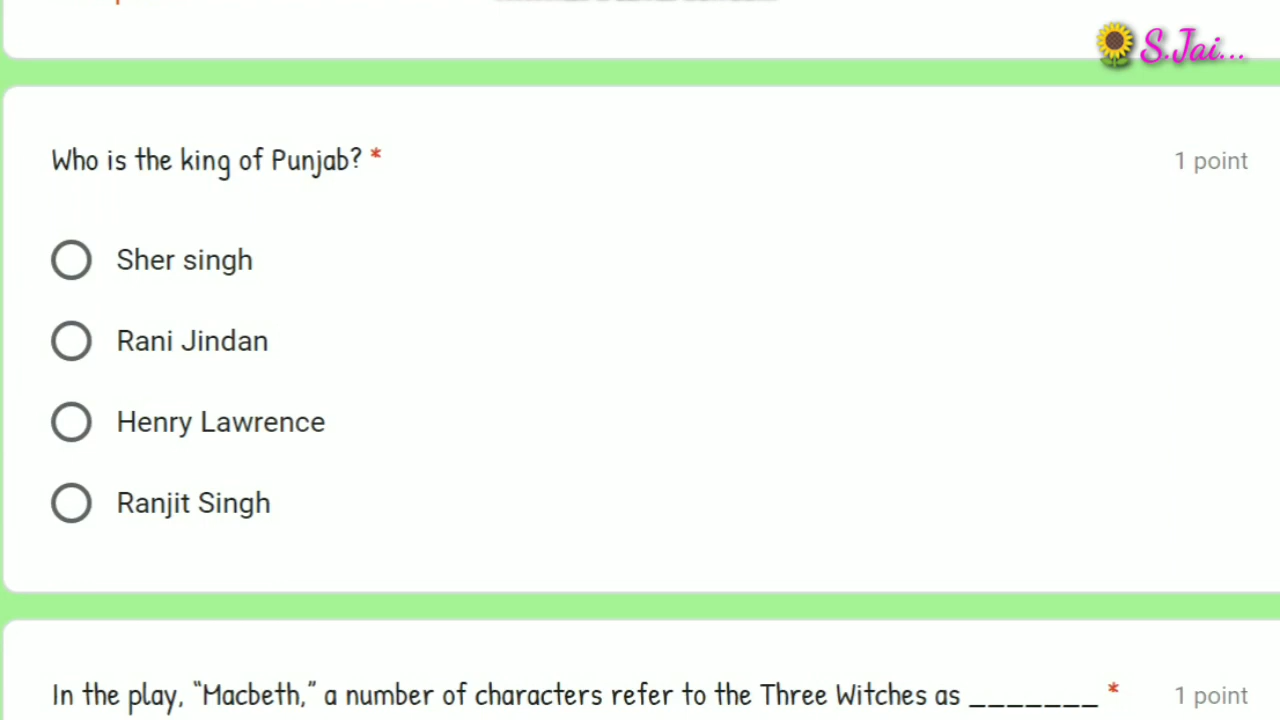 S.Jai...
Who is the king of Punjab? *
1 point
Sher singh
Rani Jindan
Henry Lawrence
Ranjit Singh
In the play, “Macbeth,” a number of characters refer to the Three Witches as _______ *
1 point